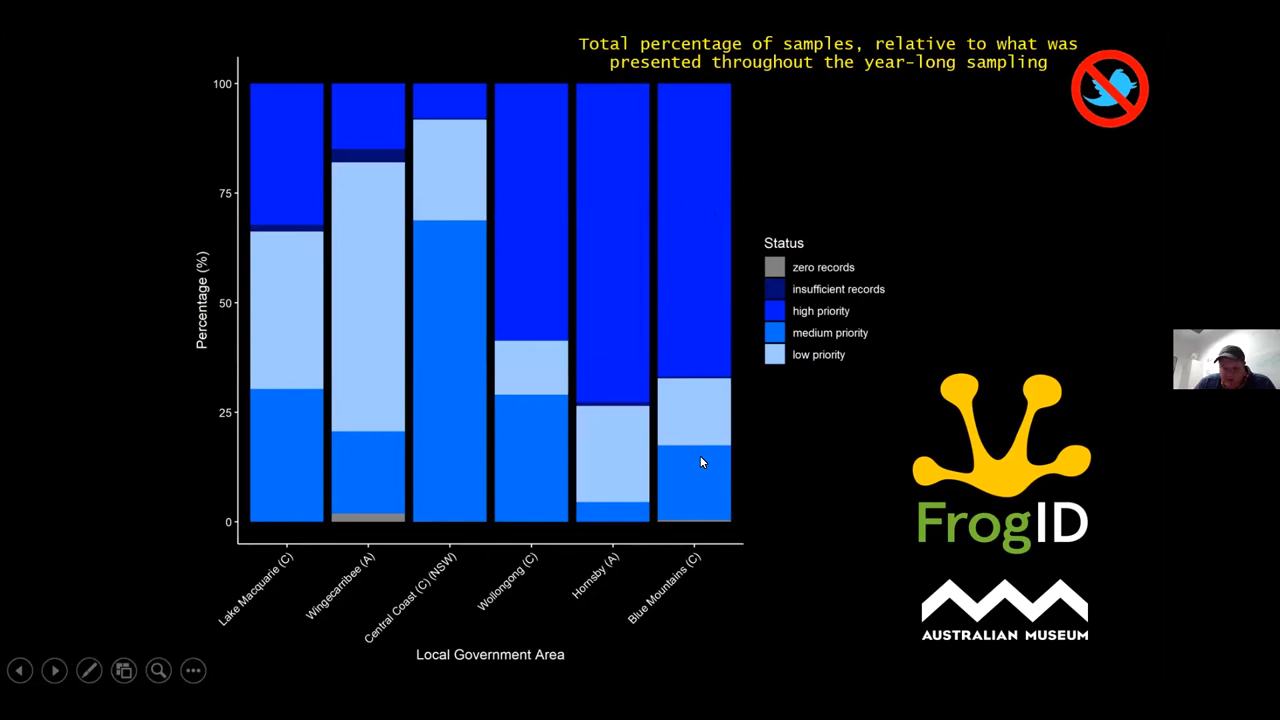 Total percentage of samples, relative to what was
presented throughout the year-long sampling
100
75
50
25
0
Percentage (%)
Lake Macquarie (C)
Wingecarribee (A)
Central Coast (C) (NSW)
Wollongong (C)
Hornsby (A)
Blue Mountains (C)
Local Government Area
Status
zero records
insufficient records
high priority
medium priority
low priority
FrogID
AUSTRALIAN MUSEUM